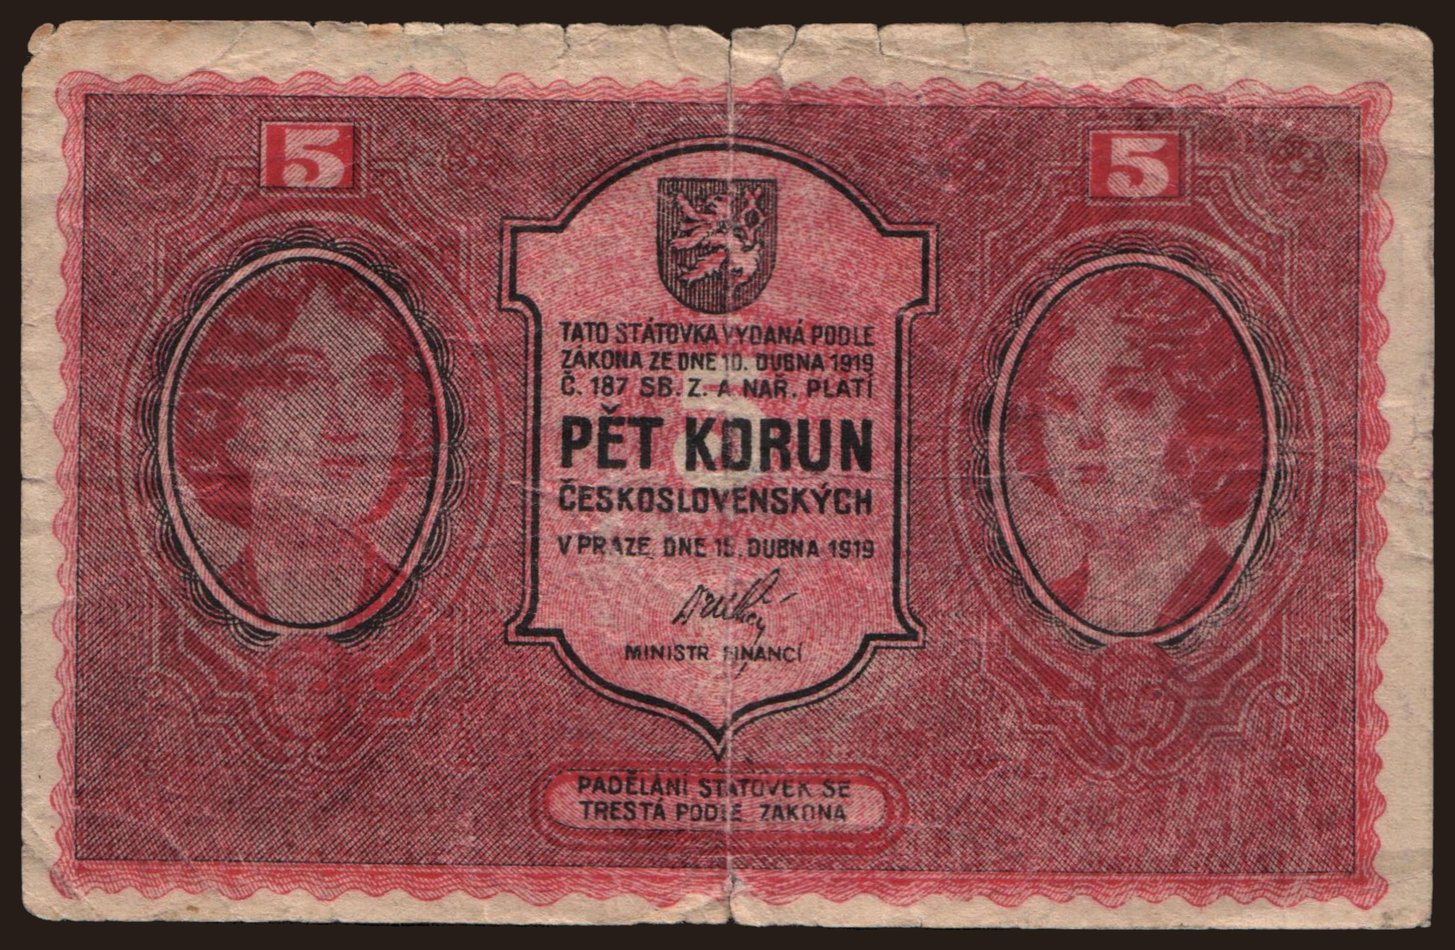 5
5
TATO STÁTOVKA VYDANÁ PODLE
ZÁKONA ZE DNE 10. DUBNA 1919
Č. 187 SB. Z. A NAŘ. PLATÍ
PĚT KORUN
ČESKOSLOVENSKÝCH
V PRAZE DNE 15. DUBNA 1919
MINISTR FINANCÍ
PADĚLÁNÍ STÁTOVEK SE
TRESTÁ PODLE ZÁKONA